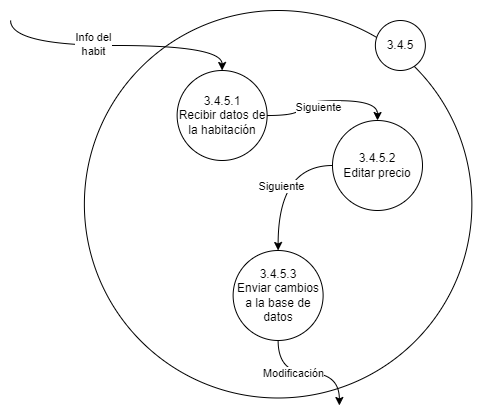 Info del
habit
3.4.5
3.4.5.1
Recibir datos de
la habitación
Siguiente
3.4.5.2
Editar precio
Siguiente
3.4.5.3
Enviar cambios
a la base de
datos
Modificación